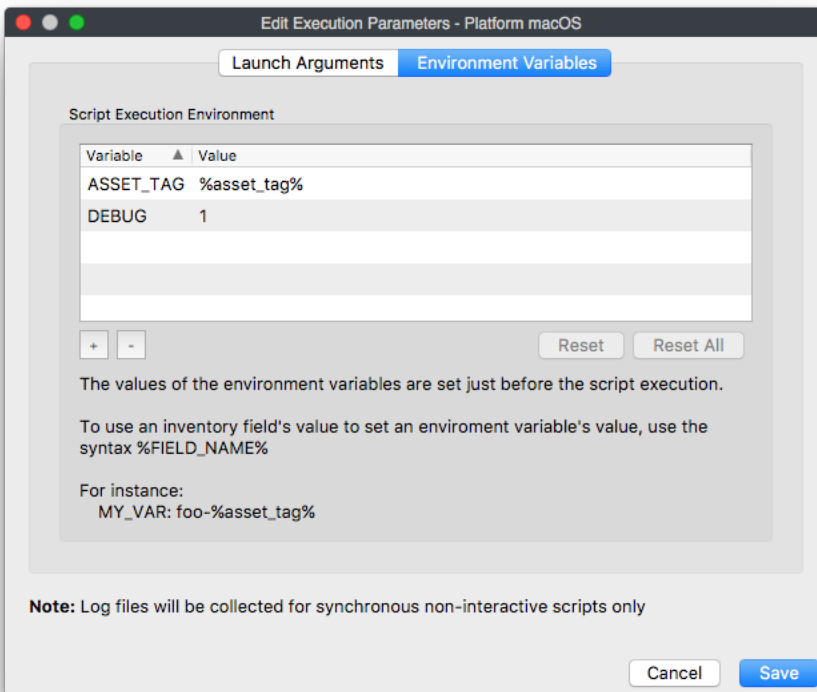 Edit Execution Parameters - Platform macOS
Launch Arguments Environment Variables
Script Execution Environment
Variable ▲ Value
ASSET_TAG %asset_tag%
DEBUG 1
+ - Reset Reset All
The values of the environment variables are set just before the script execution.
To use an inventory field's value to set an enviroment variable's value, use the
syntax %FIELD_NAME%
For instance:
MY_VAR: foo-%asset_tag%
Note: Log files will be collected for synchronous non-interactive scripts only
Cancel Save